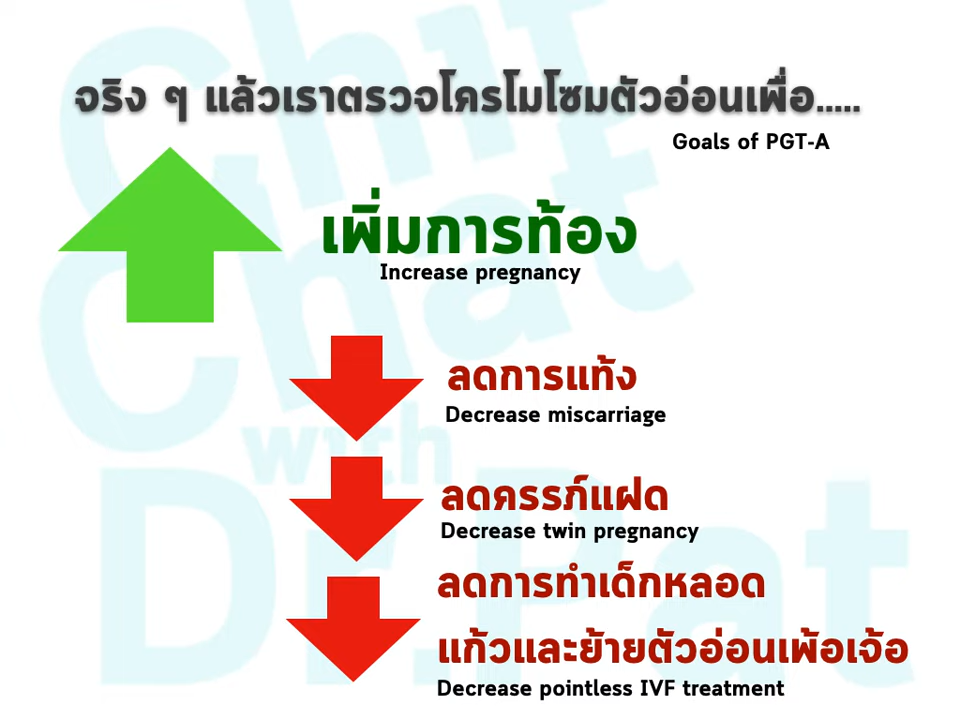 จริง ๆ แล้วเราตรวจโครโมโซมตัวอ่อนเพื่อ.....
Goals of PGT-A
เพิ่มการท้อง
Increase pregnancy
ลดการแท้ง
Decrease miscarriage
ลดครรภ์แฝด
Decrease twin pregnancy
ลดการทำเด็กหลอด
แก้วและย้ายตัวอ่อนเพ้อเจ้อ
Decrease pointless IVF treatment
Chit
Chat
with
Dr.Pat